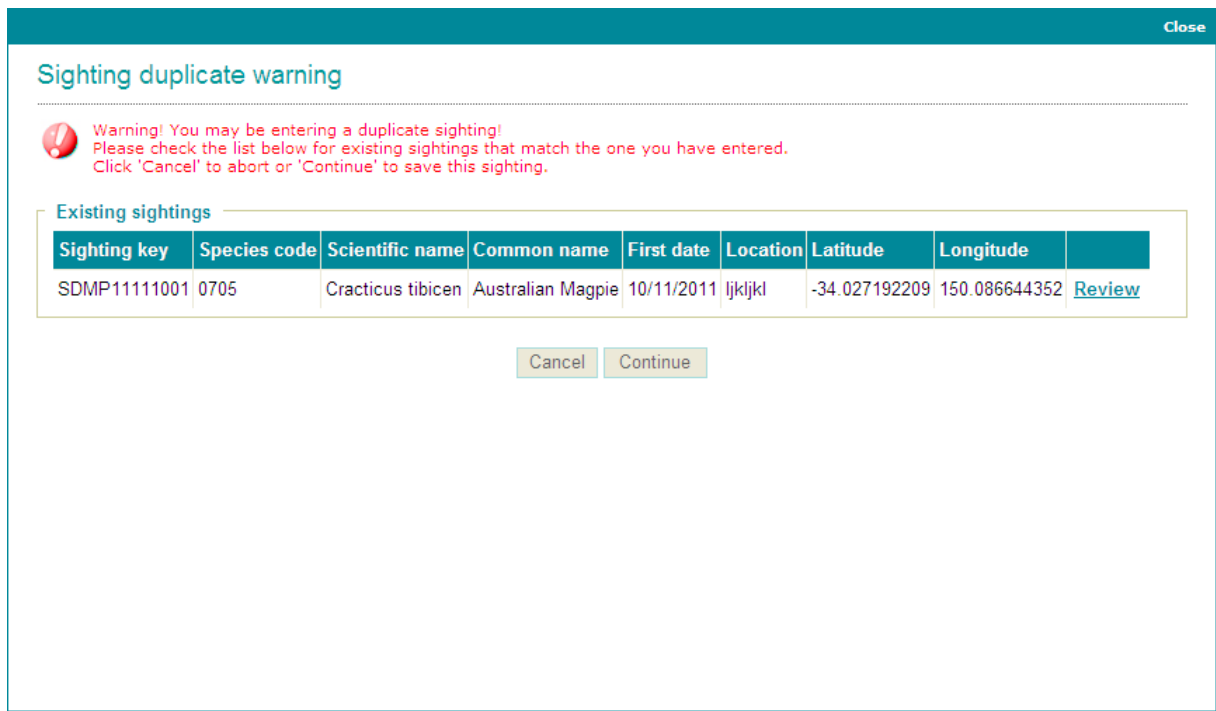 Close
Sighting duplicate warning
Warning! You may be entering a duplicate sighting!
Please check the list below for existing sightings that match the one you have entered.
Click 'Cancel' to abort or 'Continue' to save this sighting.
Existing sightings
Sighting key Species code Scientific name Common name First date Location Latitude Longitude
SDMP11111001 0705 Cracticus tibicen Australian Magpie 10/11/2011 ljkljkl -34.027192209 150.086644352 Review
Cancel Continue